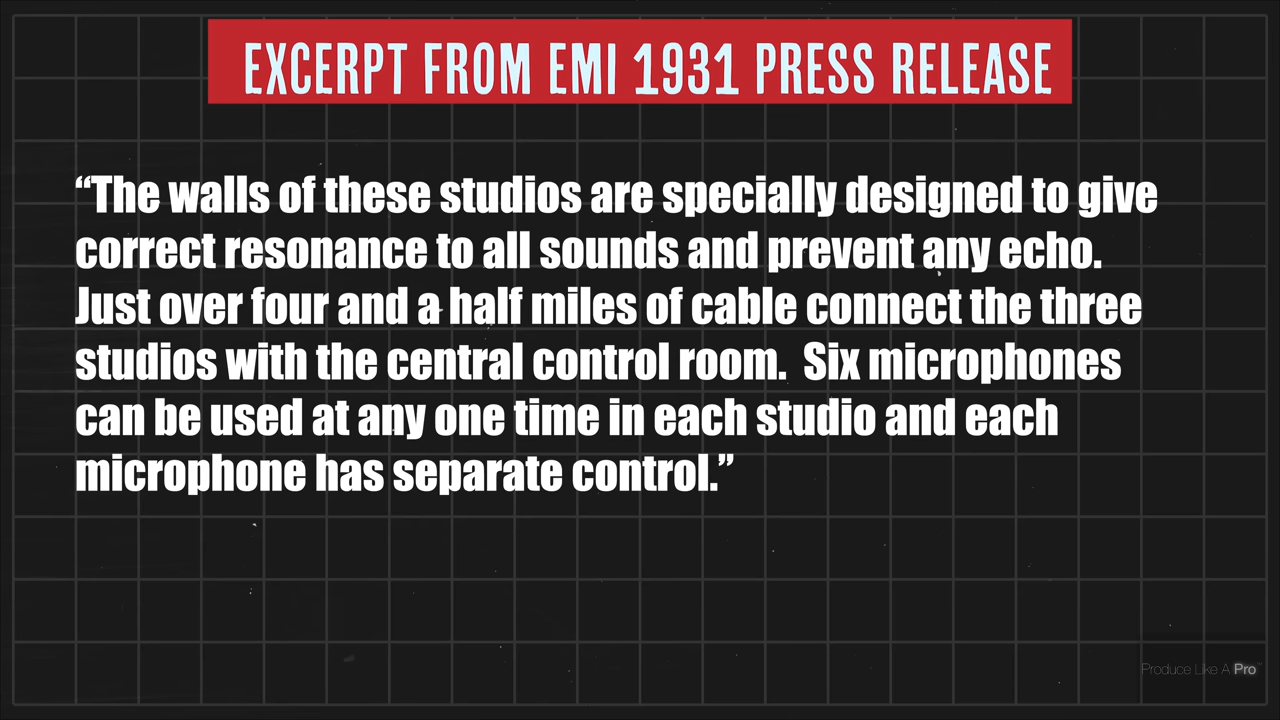 EXCERPT FROM EMI 1931 PRESS RELEASE
“The walls of these studios are specially designed to give
correct resonance to all sounds and prevent any echo.
Just over four and a half miles of cable connect the three
studios with the central control room.  Six microphones
can be used at any one time in each studio and each
microphone has separate control.”
Produce Like A Pro™